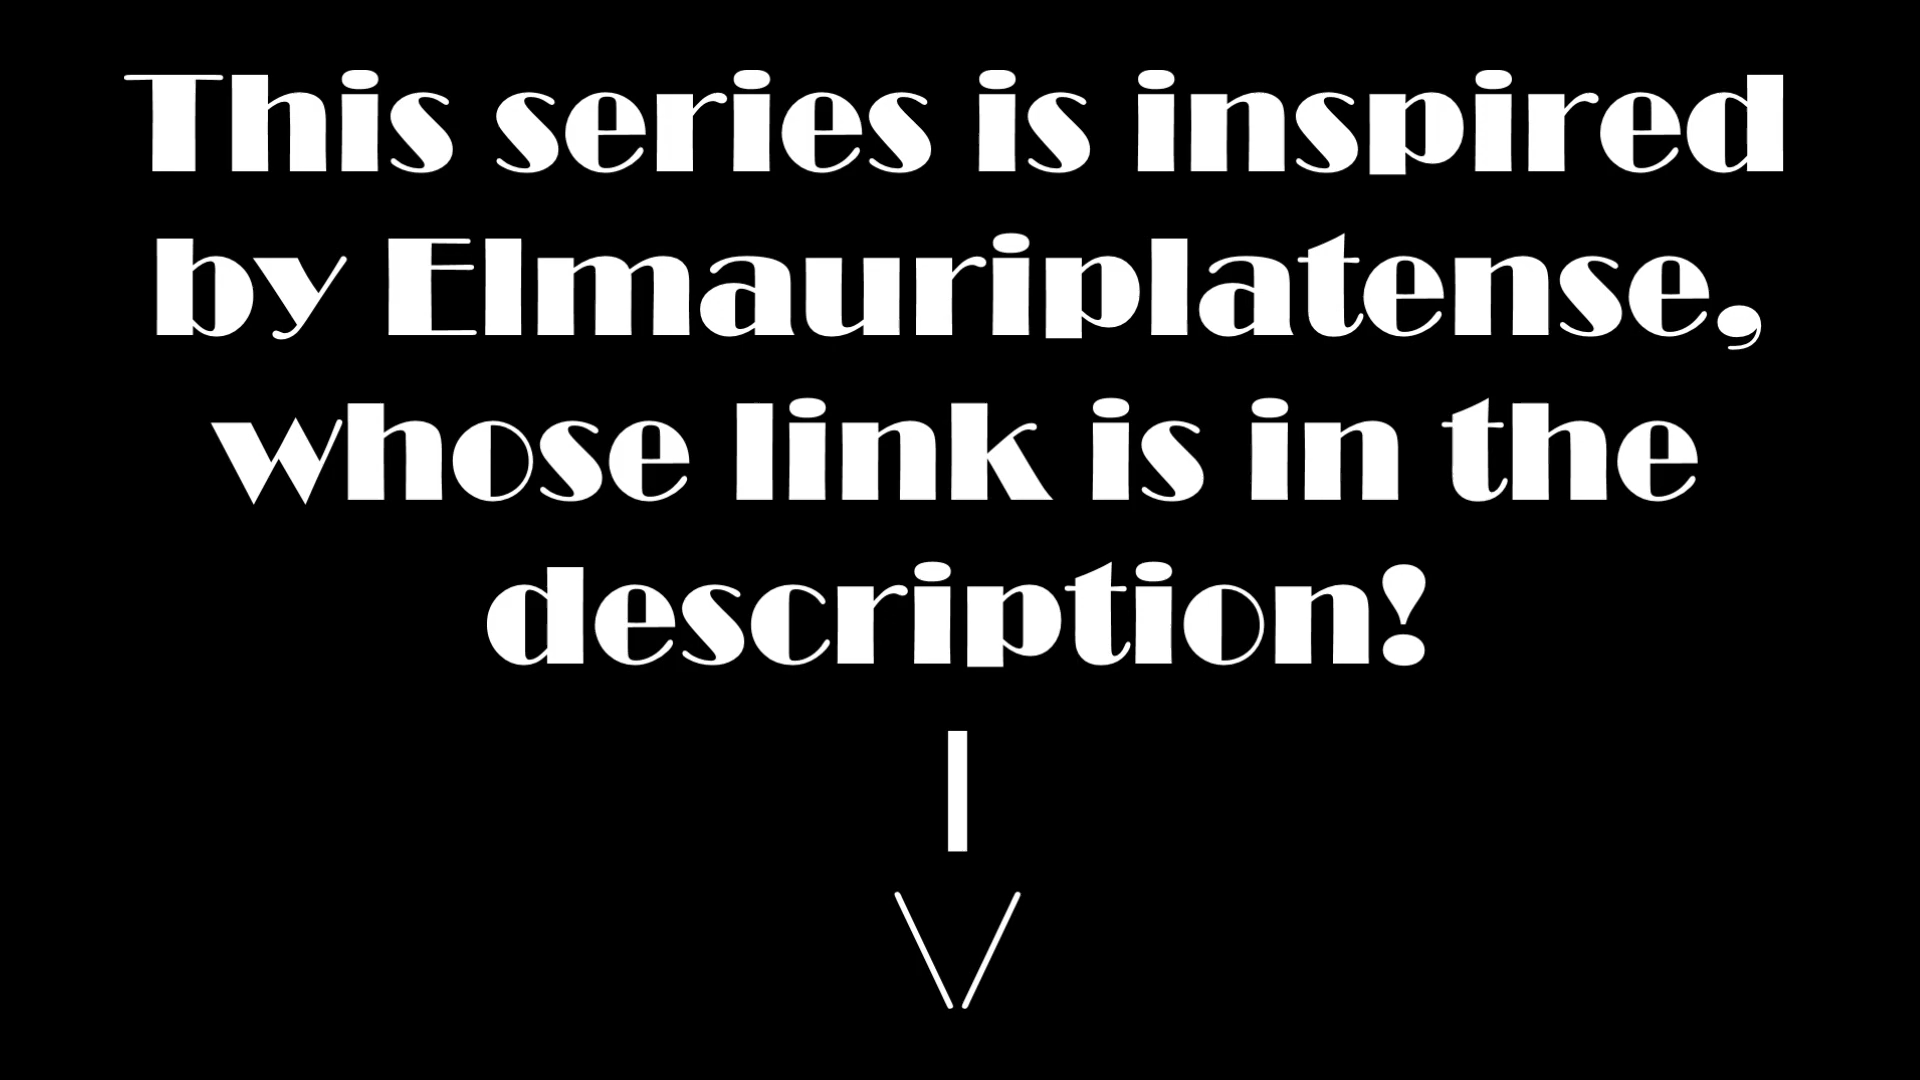 This series is inspired
by Elmauriplatense,
whose link is in the
description!
|
\/